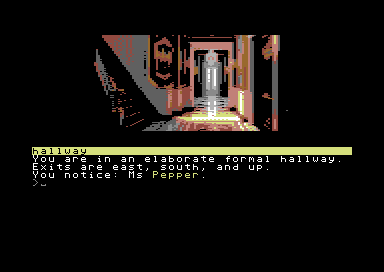 hallway
You are in an elaborate formal hallway.
Exits are east, south, and up.
You notice: Ms Pepper.
>_